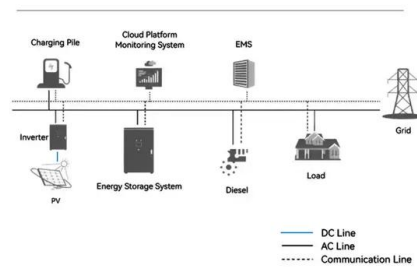 Charging Pile
Cloud Platform
Monitoring System
EMS
Grid
Inverter
PV
Energy Storage System
Diesel
Load
DC Line
AC Line
Communication Line